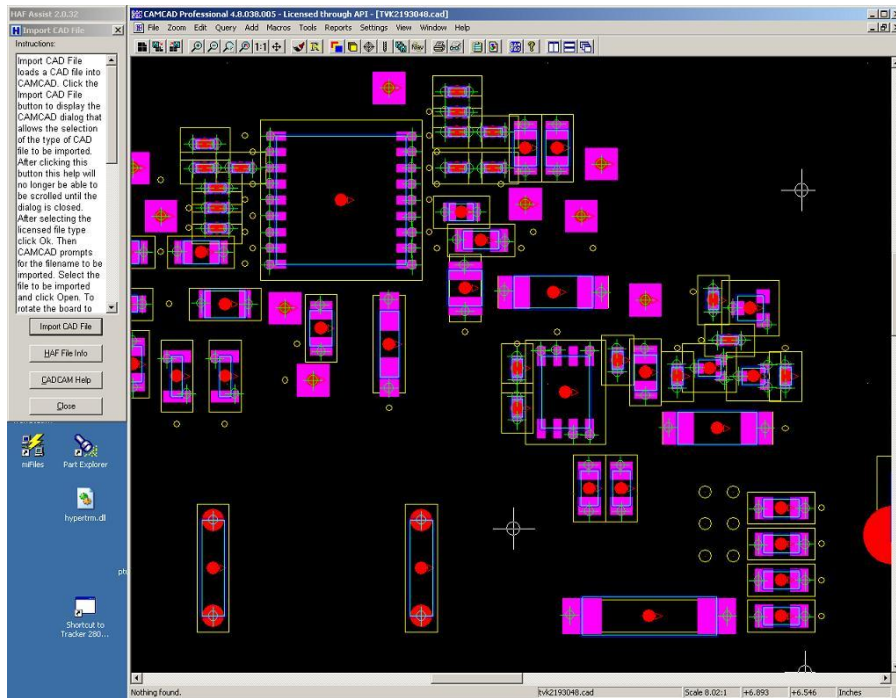 HAF Assist 2.0.32
Import CAD File
Instructions:
Import CAD File
loads a CAD file into
CAMCAD. Click the
Import CAD File
button to display the
CAMCAD dialog that
allows the selection
of the type of CAD
file to be imported.
After clicking this
button this help will
no longer be able to
be scrolled until the
dialog is closed.
After selecting the
licensed file type
click Ok. Then
CAMCAD prompts
for the filename to be
imported. Select the
file to be imported
and click Open. To
rotate the board to
Import CAD File
HAF File Info
CADCAM Help
Close
miFiles
Part Explorer
hypertrm.dll
Shortcut to
Tracker 280...
CAMCAD Professional 4.8.038.005 - Licensed through API - [TVK2193048.cad]
File Zoom Edit Query Add Macros Tools Reports Settings View Window Help
1:1
Nav
Nothing found.
tvk2193048.cad
Scale 8.02:1
+6.893
+6.546
Inches